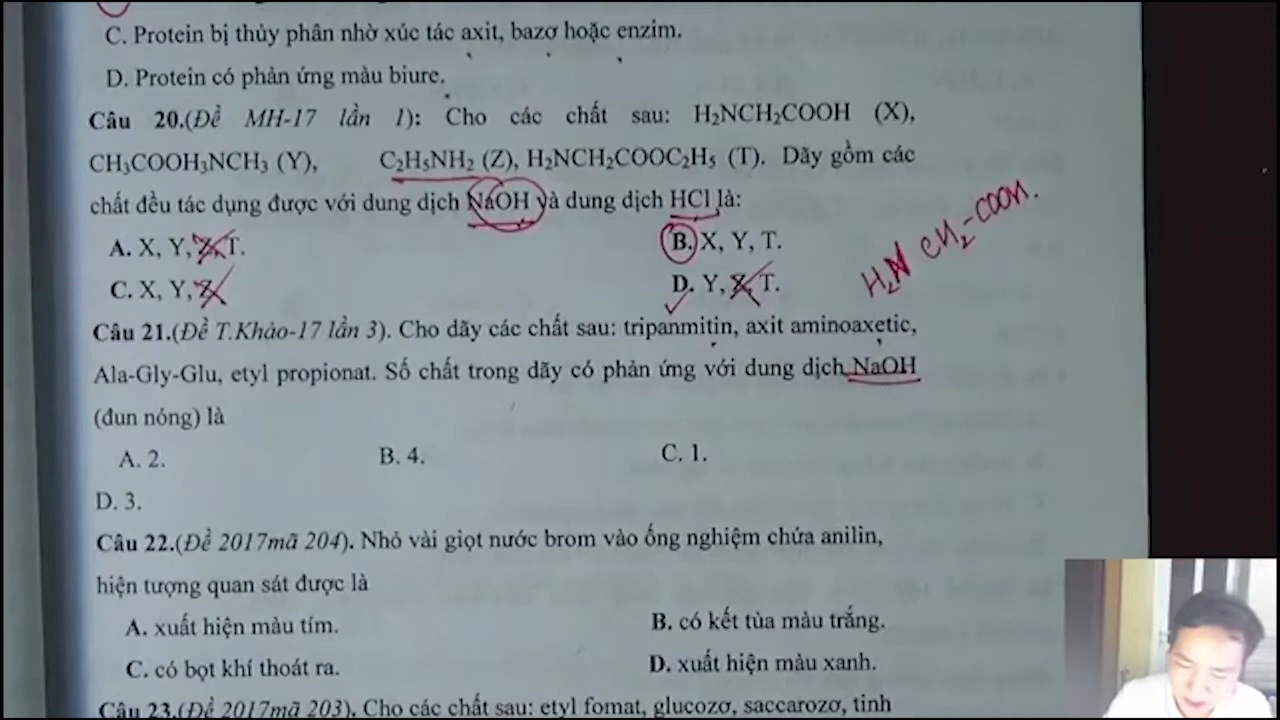 C. Protein bị thủy phân nhờ xúc tác axit, bazơ hoặc enzim.
D. Protein có phản ứng màu biure.
Câu 20.(Đề MH-17 lần 1): Cho các chất sau: H₂NCH₂COOH (X),
CH₃COOH₃NCH₃ (Y), C₂H₅NH₂ (Z), H₂NCH₂COOC₂H₅ (T). Dãy gồm các
chất đều tác dụng được với dung dịch NaOH và dung dịch HCl là:
A. X, Y, Z, T.
B. X, Y, T.
H₂N CH₂-COOH.
C. X, Y, Z
D. Y, Z, T.
Câu 21.(Đề T.Khảo-17 lần 3). Cho dãy các chất sau: tripanmitin, axit aminoaxetic,
Ala-Gly-Glu, etyl propionat. Số chất trong dãy có phản ứng với dung dịch NaOH
(đun nóng) là
A. 2.
B. 4.
C. 1.
D. 3.
Câu 22.(Đề 2017mã 204). Nhỏ vài giọt nước brom vào ống nghiệm chứa anilin,
hiện tượng quan sát được là
A. xuất hiện màu tím.
B. có kết tủa màu trắng.
C. có bọt khí thoát ra.
D. xuất hiện màu xanh.
Câu 23.(Đề 2017mã 203). Cho các chất sau: etyl fomat, glucozơ, saccarozơ, tinh